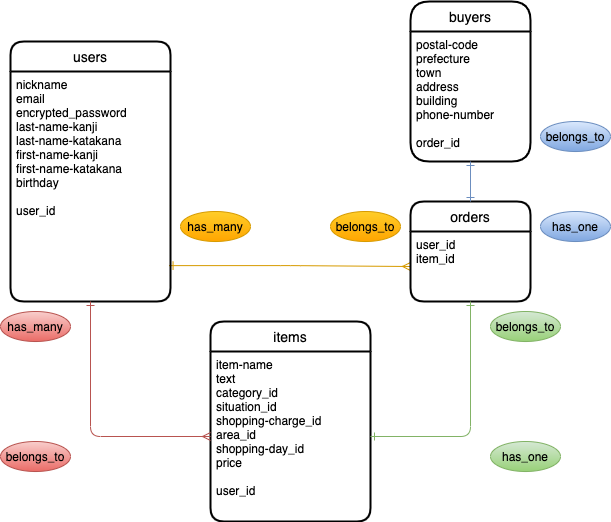 buyers
postal-code
prefecture
town
address
building
phone-number
order_id
belongs_to
users
nickname
email
encrypted_password
last-name-kanji
last-name-katakana
first-name-kanji
first-name-katakana
birthday
user_id
has_many
belongs_to
orders
user_id
item_id
has_one
has_many
belongs_to
items
item-name
text
category_id
situation_id
shopping-charge_id
area_id
shopping-day_id
price
user_id
belongs_to
has_one